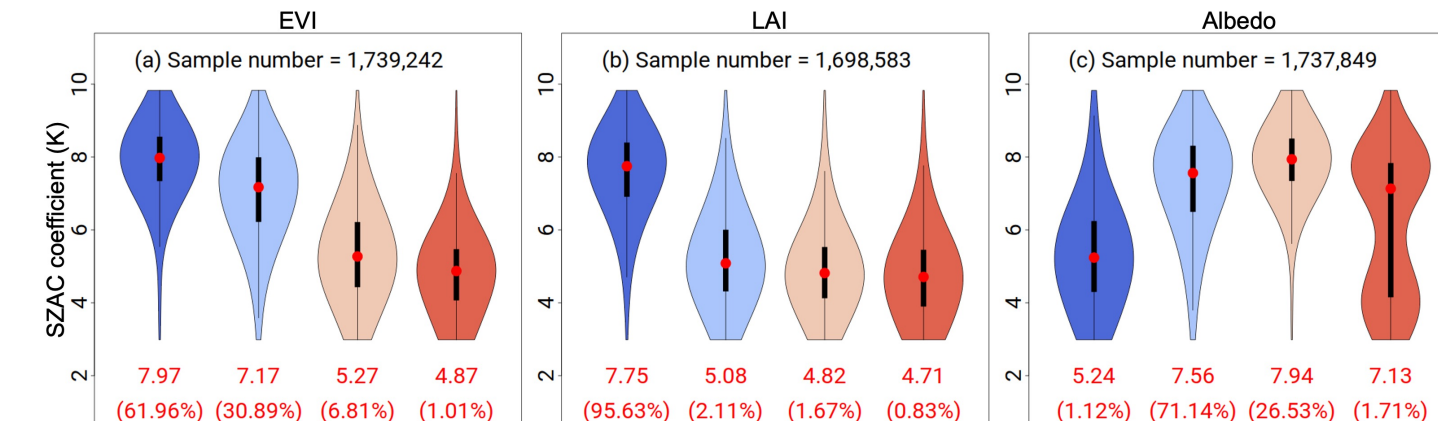 EVI
LAI
Albedo
(a) Sample number = 1,739,242
(b) Sample number = 1,698,583
(c) Sample number = 1,737,849
SZAC coefficient (K)
10
8
6
4
2
10
8
6
4
2
10
8
6
4
2
7.97 7.17 5.27 4.87
(61.96%) (30.89%) (6.81%) (1.01%)
7.75 5.08 4.82 4.71
(95.63%) (2.11%) (1.67%) (0.83%)
5.24 7.56 7.94 7.13
(1.12%) (71.14%) (26.53%) (1.71%)